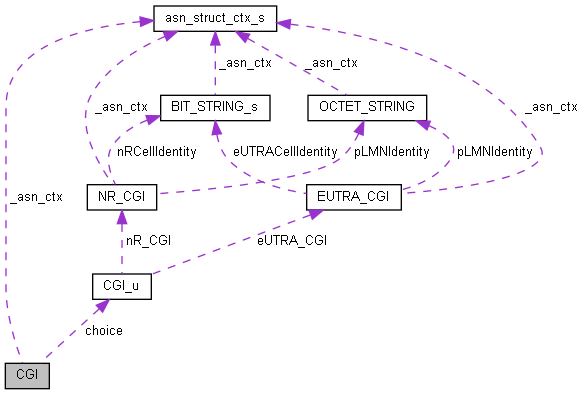 asn_struct_ctx_s
_asn_ctx
_asn_ctx
BIT_STRING_s
OCTET_STRING
_asn_ctx
_asn_ctx
nRCellIdentity
eUTRACellIdentity
pLMNIdentity
pLMNIdentity
_asn_ctx
NR_CGI
EUTRA_CGI
nR_CGI
eUTRA_CGI
CGI_u
choice
CGI